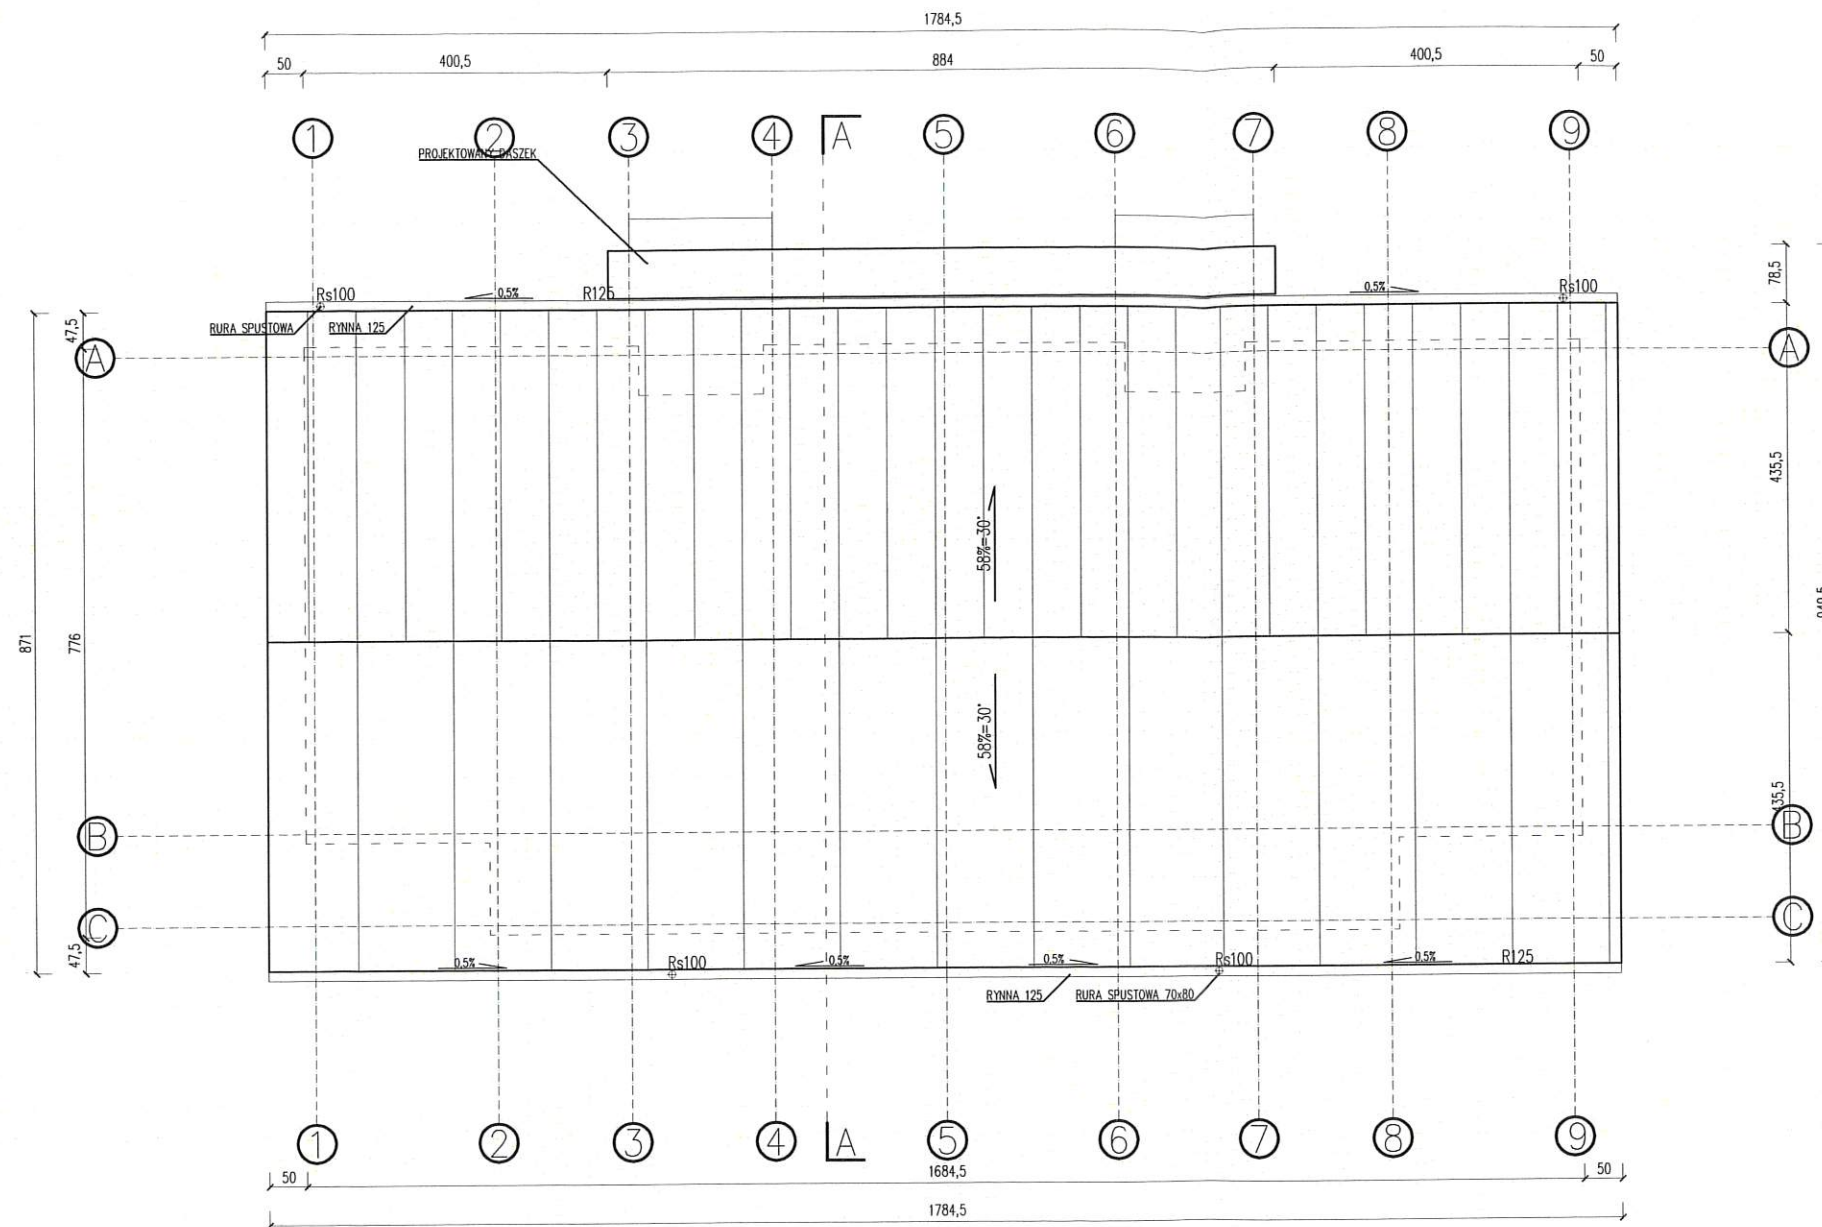 1784,5
50 400,5 884 400,5 50
1 2 3 4 A 5 6 7 8 9
PROJEKTOWANY DASZEK
78,5
Rs100 0.5% R125 0.5% Rs100
RURA SPUSTOWA RYNNA 125
47,5
A A
435,5
58%=30°
871 776
58%=30°
435,5
B B
C C
47,5
0.5% Rs100 0.5% 0.5% Rs100 0.5% R125
RYNNA 125 RURA SPUSTOWA 70x80
1 2 3 4 A 5 6 7 8 9
50 1684,5 50
1784,5